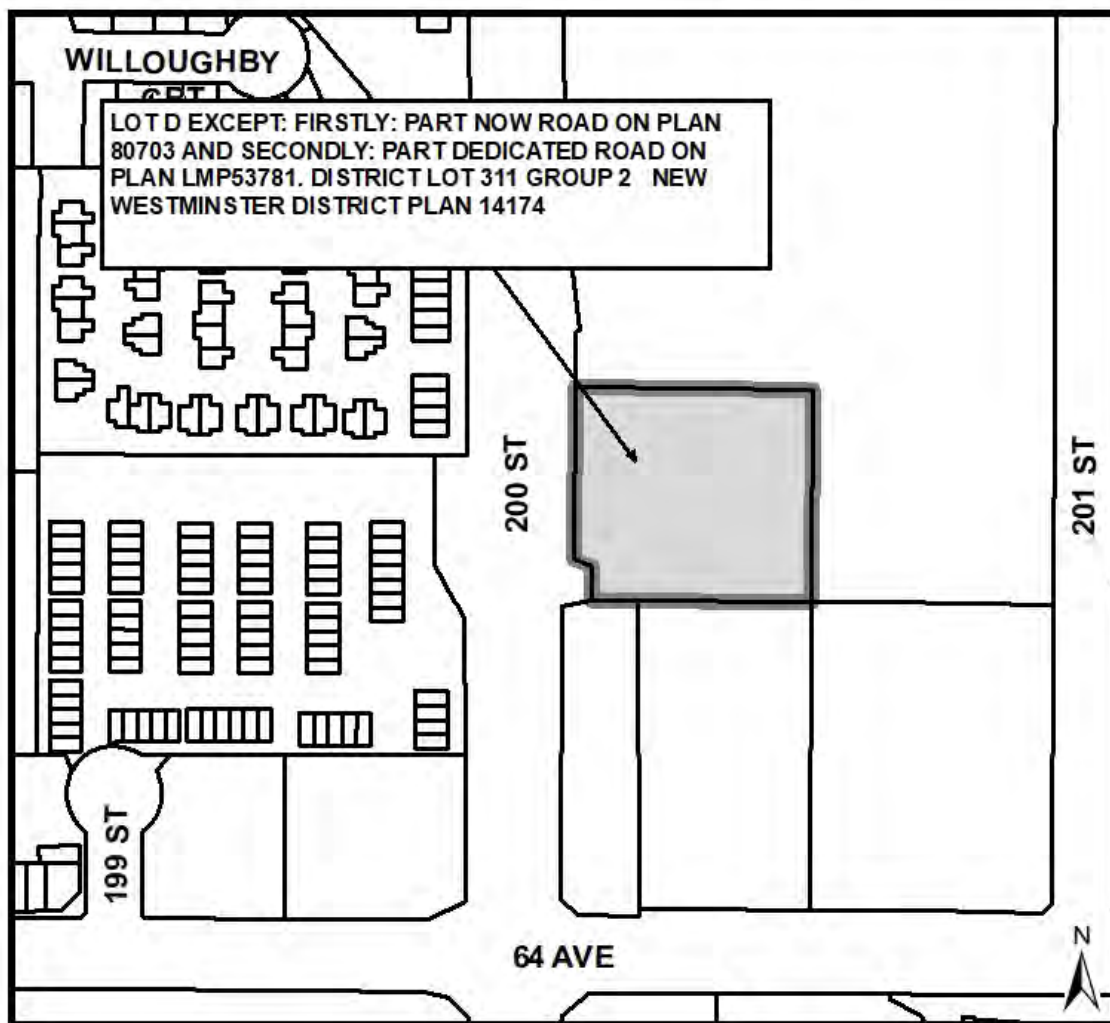 WILLOUGHBY
CRT
LOT D EXCEPT: FIRSTLY: PART NOW ROAD ON PLAN
80703 AND SECONDLY: PART DEDICATED ROAD ON
PLAN LMP53781. DISTRICT LOT 311 GROUP 2 NEW
WESTMINSTER DISTRICT PLAN 14174
200 ST
201 ST
199 ST
64 AVE
N